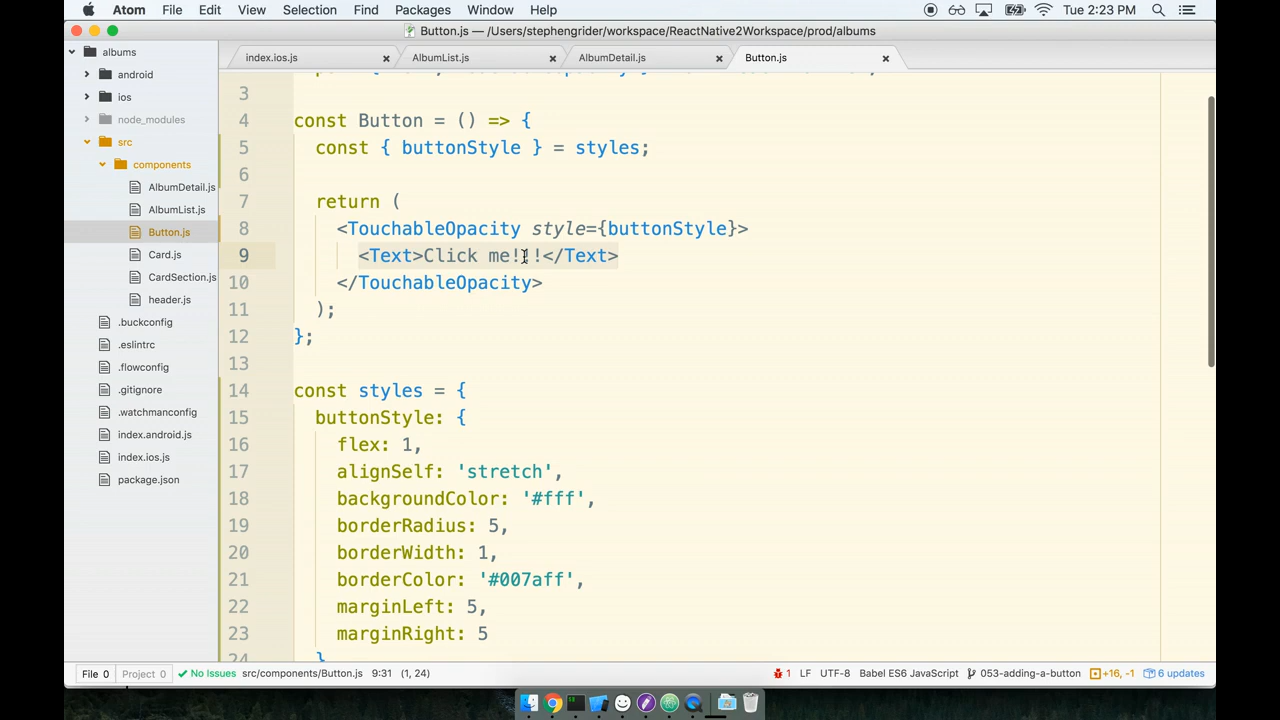 Atom File Edit View Selection Find Packages Window Help Tue 2:23 PM
Button.js — /Users/stephengrider/workspace/ReactNative2Workspace/prod/albums
albums
android
ios
node_modules
src
components
AlbumDetail.js
AlbumList.js
Button.js
Card.js
CardSection.js
header.js
.buckconfig
.eslintrc
.flowconfig
.gitignore
.watchmanconfig
index.android.js
index.ios.js
package.json
index.ios.js AlbumList.js AlbumDetail.js Button.js
3
4 const Button = () => {
5 const { buttonStyle } = styles;
6
7 return (
8 <TouchableOpacity style={buttonStyle}>
9 <Text>Click me!!!</Text>
10 </TouchableOpacity>
11 );
12 };
13
14 const styles = {
15 buttonStyle: {
16 flex: 1,
17 alignSelf: 'stretch',
18 backgroundColor: '#fff',
19 borderRadius: 5,
20 borderWidth: 1,
21 borderColor: '#007aff',
22 marginLeft: 5,
23 marginRight: 5
24 }
File 0 Project 0 No Issues src/components/Button.js 9:31 (1, 24) 1 LF UTF-8 Babel ES6 JavaScript 053-adding-a-button +16, -1 6 updates